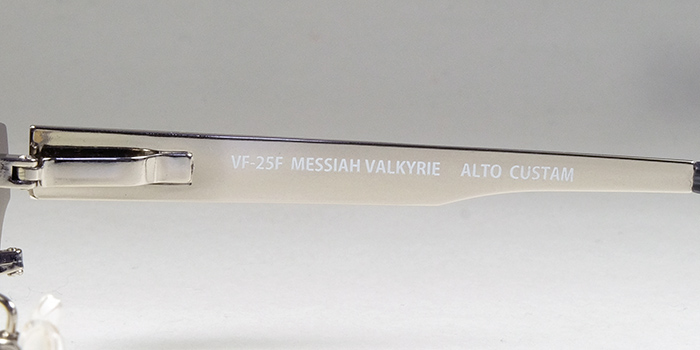 VF-25F MESSIAH VALKYRIE ALTO CUSTAM